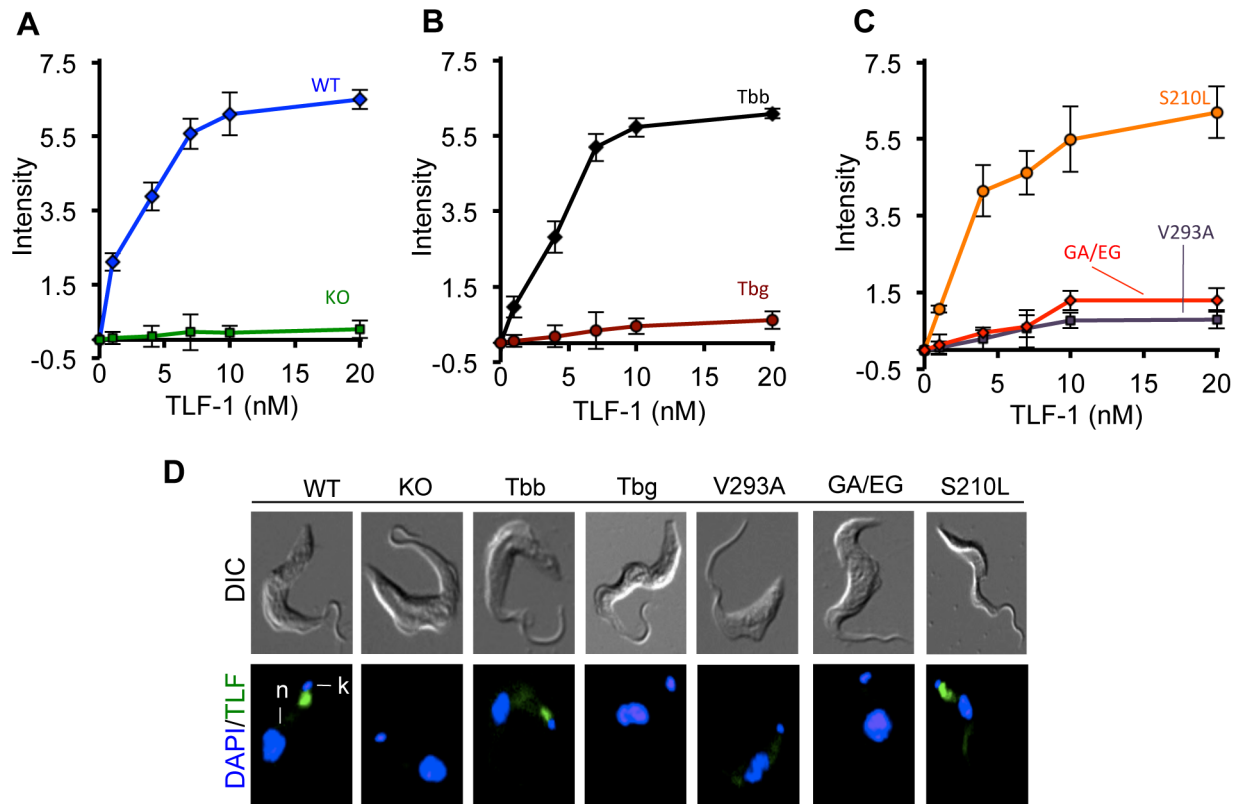 A
7.5
5.5
3.5
1.5
-0.5
Intensity
WT
KO
0 5 10 15 20
TLF-1 (nM)
B
7.5
5.5
3.5
1.5
-0.5
Intensity
Tbb
Tbg
0 5 10 15 20
TLF-1 (nM)
C
7.5
5.5
3.5
1.5
-0.5
Intensity
S210L
V293A
GA/EG
0 5 10 15 20
TLF-1 (nM)
D
WT KO Tbb Tbg V293A GA/EG S210L
DIC
DAPI/TLF
n
k